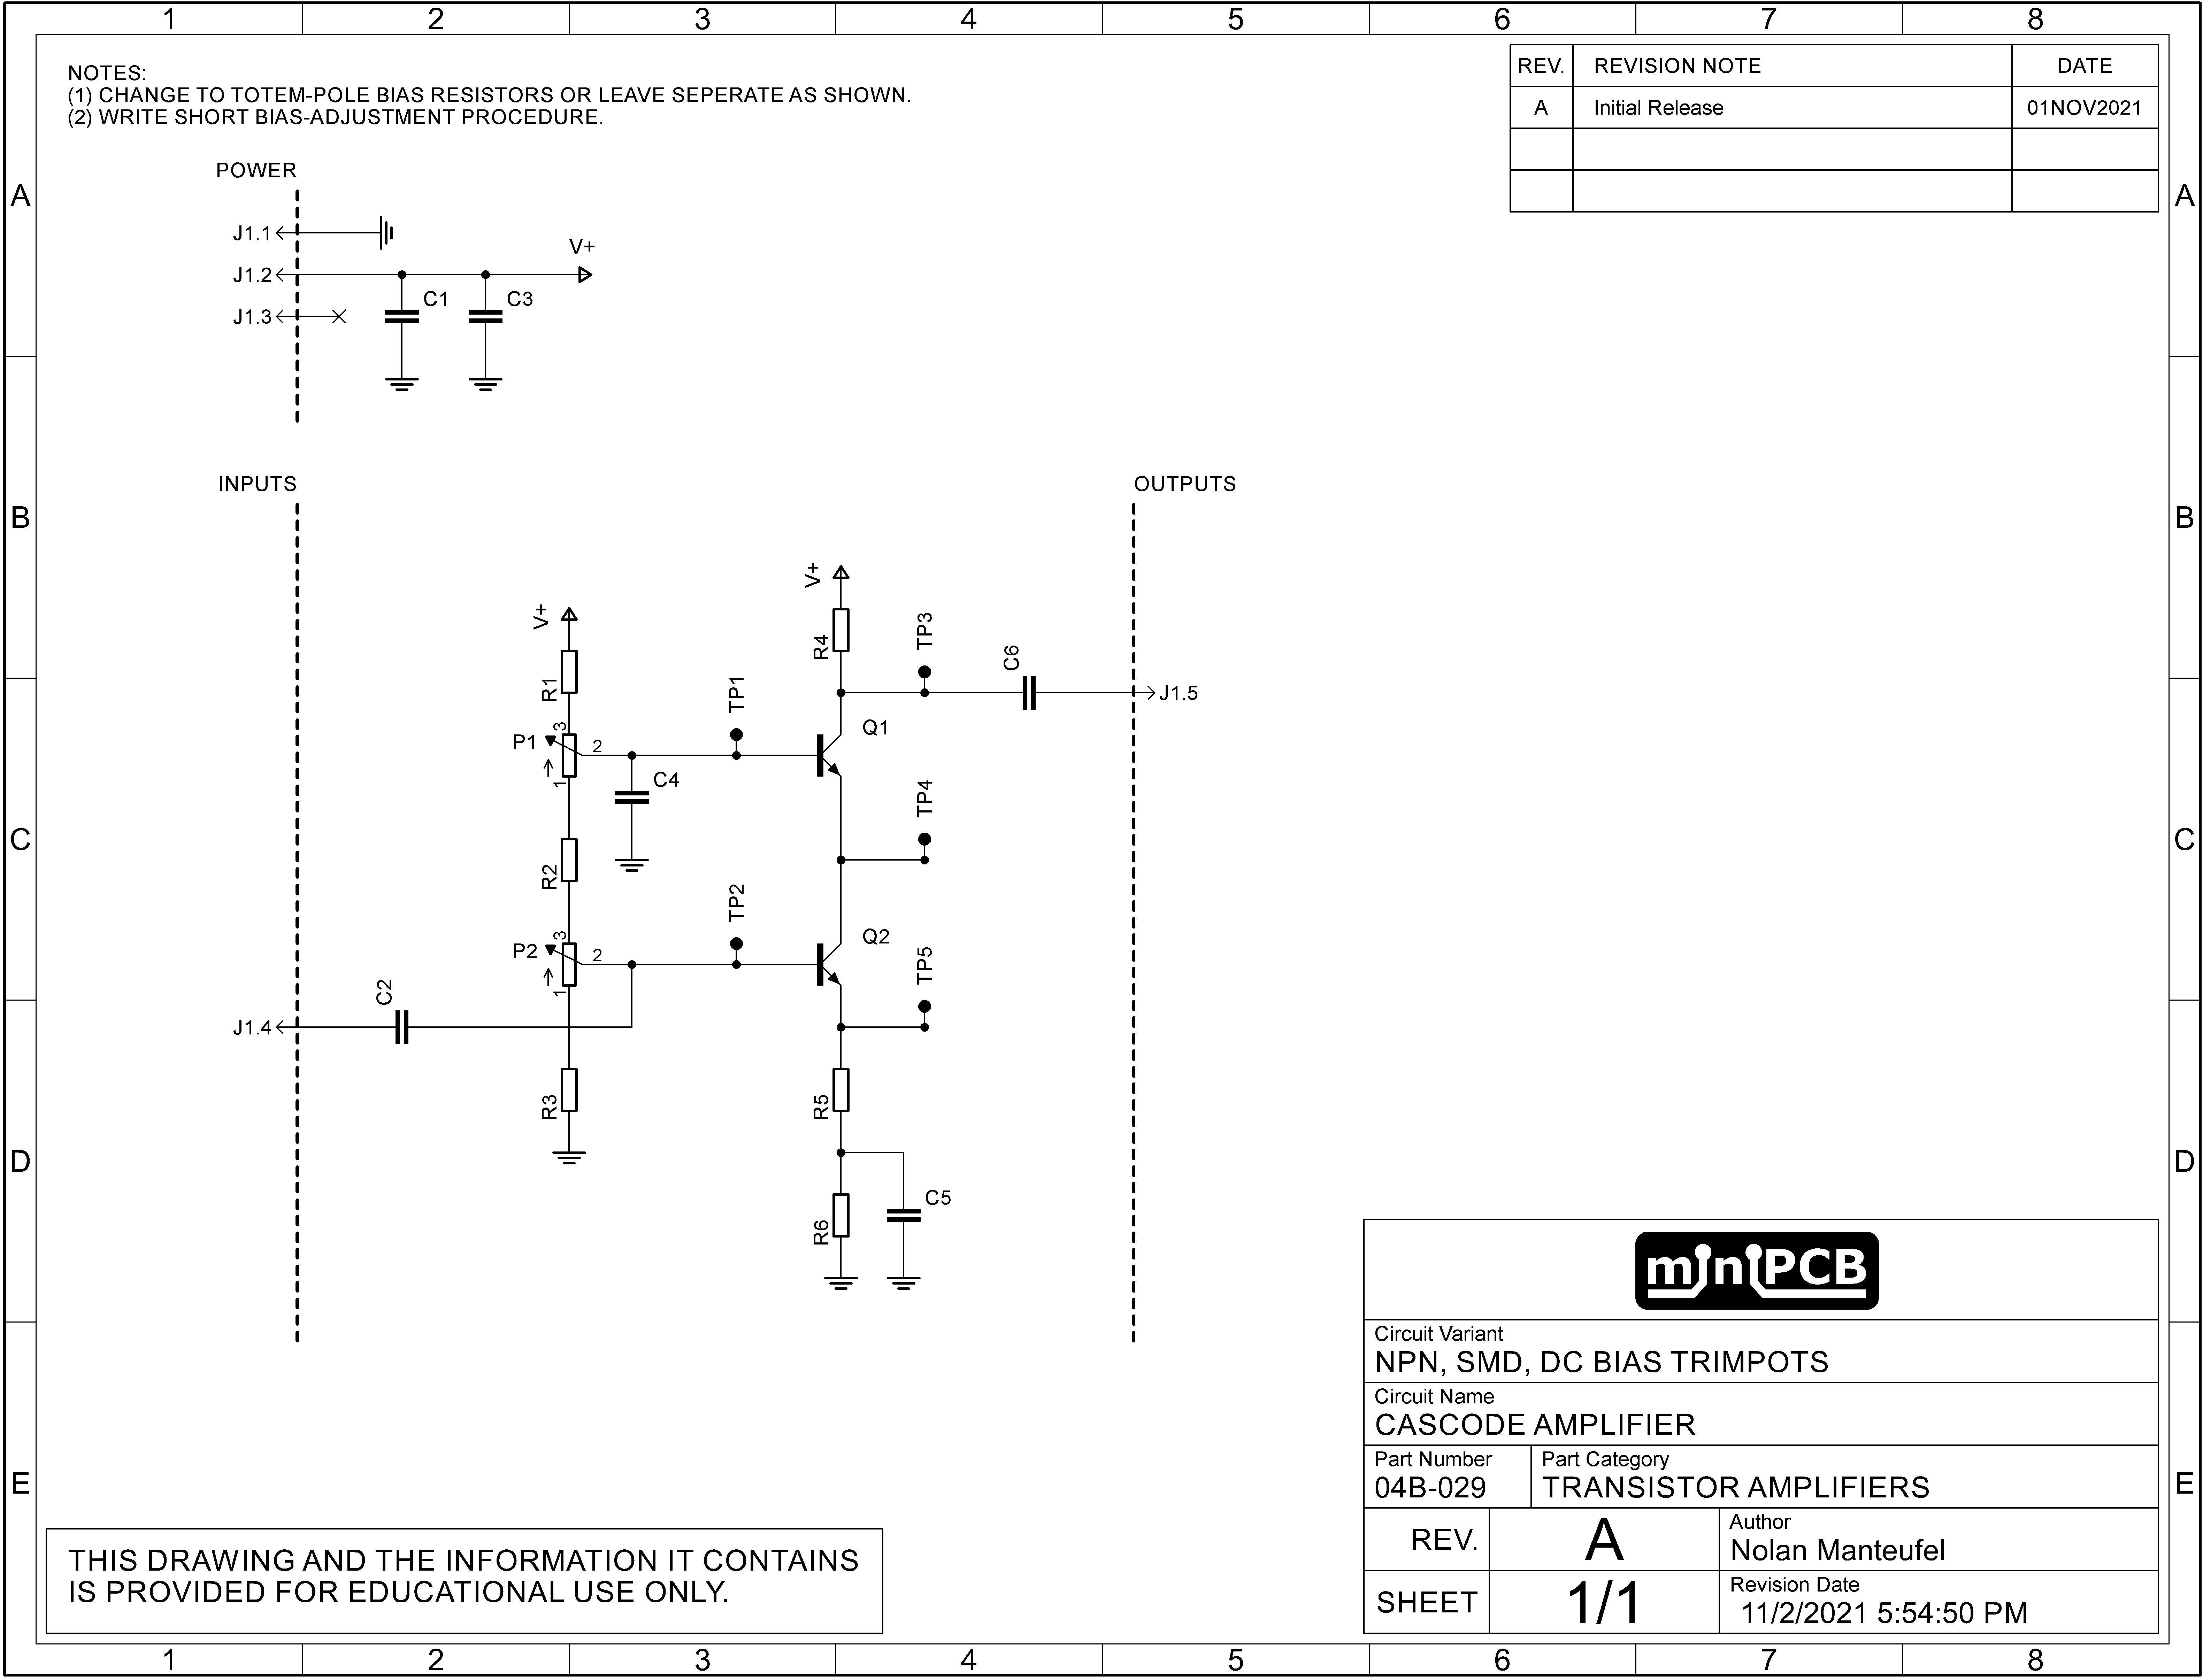 1 2 3 4 5 6 7 8
NOTES:
(1) CHANGE TO TOTEM-POLE BIAS RESISTORS OR LEAVE SEPERATE AS SHOWN.
(2) WRITE SHORT BIAS-ADJUSTMENT PROCEDURE.
REV. REVISION NOTE DATE
A Initial Release 01NOV2021
A A
POWER
J1.1
V+
J1.2
C1 C3
J1.3
INPUTS OUTPUTS
B B
V+
V+
R4
TP3
C6
R1
TP1
J1.5
3
P1 2
1
Q1
C4
TP4
C C
R2
TP2
3
P2 2
1
Q2
TP5
C2
J1.4
R3
R5
D D
C5
R6
miniPCB
Circuit Variant
NPN, SMD, DC BIAS TRIMPOTS
Circuit Name
CASCODE AMPLIFIER
Part Number Part Category
04B-029 TRANSISTOR AMPLIFIERS
E E
REV. A Author
Nolan Manteufel
SHEET 1/1 Revision Date
11/2/2021 5:54:50 PM
THIS DRAWING AND THE INFORMATION IT CONTAINS
IS PROVIDED FOR EDUCATIONAL USE ONLY.
1 2 3 4 5 6 7 8